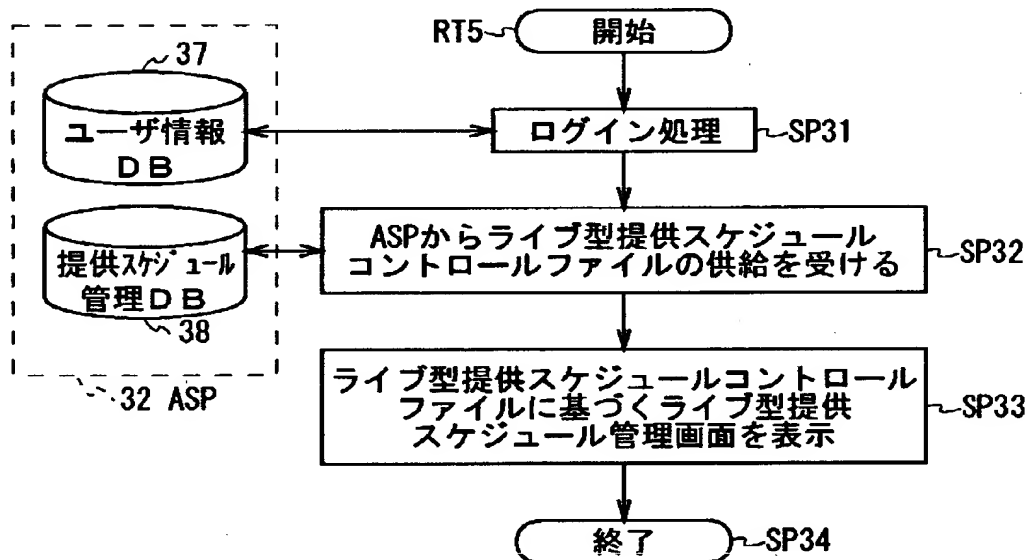 RT5
開始
37
ユーザ情報
DB
ログイン処理
SP31
提供スケジュール
管理DB
38
32 ASP
ASPからライブ型提供スケジュール
コントロールファイルの供給を受ける
SP32
ライブ型提供スケジュールコントロール
ファイルに基づくライブ型提供
スケジュール管理画面を表示
SP33
終了
SP34